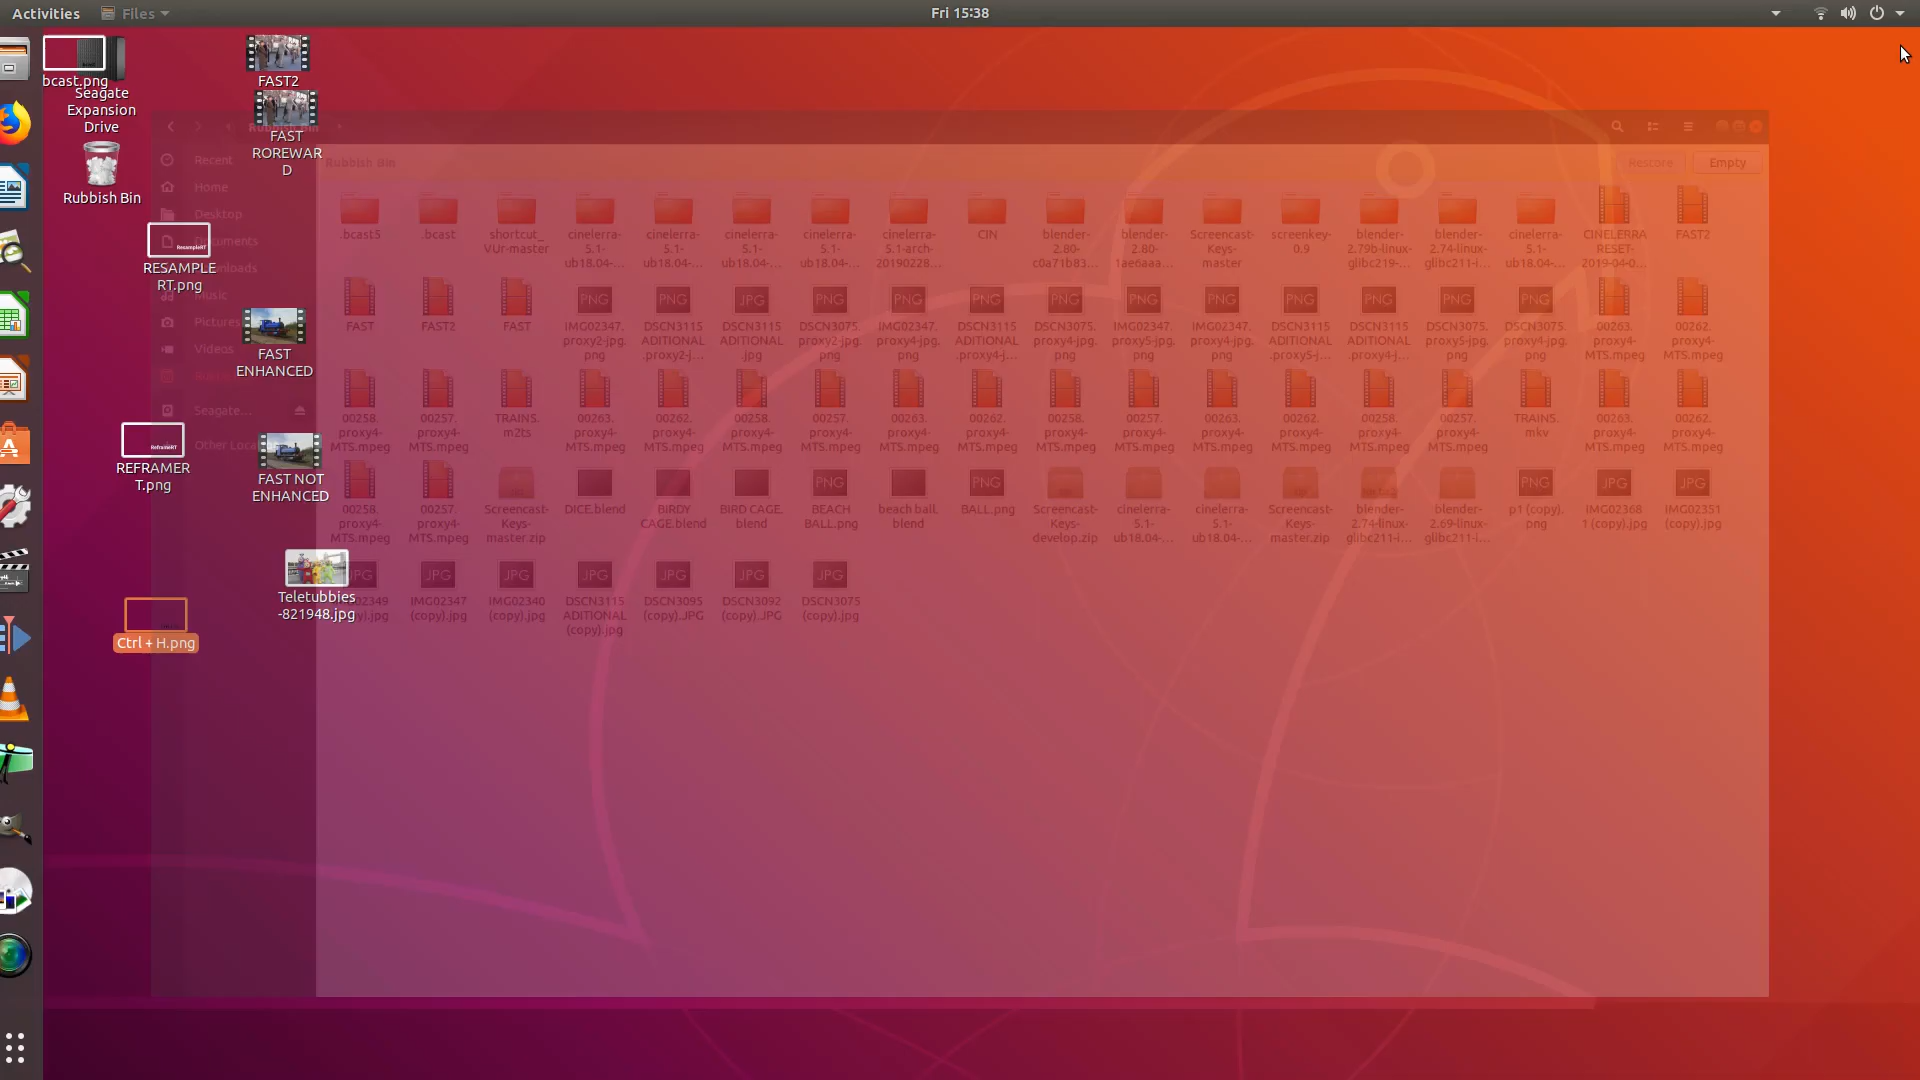 Activities
Files
Fri 15:38
bcast.png
Seagate
Expansion
Drive
Rubbish Bin
RESAMPLE
RT.png
REFRAMER
T.png
Ctrl + H.png
FAST2
FAST
ROREWAR
D
FAST
ENHANCED
FAST NOT
ENHANCED
Teletubbies
-821948.jpg
Rubbish Bin
Recent
Home
Desktop
Music
Pictures
Videos
Seagate...
Rubbish Bin
Restore
Empty
.bcast5
.bcast
shortcut_
VUr-master
cinelerra-
5.1-
ub18.04-...
cinelerra-
5.1-
ub18.04-...
cinelerra-
5.1-
ub18.04-...
cinelerra-
5.1-
ub18.04-...
cinelerra-
5.1-arch-
20190228...
CIN
blender-
2.80-
c0a71b83...
blender-
2.80-
1ae6aaa...
Screencast-
Keys-
master
screenkey-
0.9
blender-
2.79b-linux-
glibc219-...
blender-
2.74-linux-
glibc211-i...
cinelerra-
5.1-
ub18.04-...
CINELERRA
RESET-
2019-04-0...
FAST2
FAST
FAST2
FAST
IMG02347.
proxy2-jpg.
png
DSCN3115
ADITIONAL
.proxy2-j...
DSCN3115
ADITIONAL
.jpg
DSCN3075.
proxy2-jpg.
png
IMG02347.
proxy4-jpg.
png
DSCN3115
ADITIONAL
.proxy4-j...
DSCN3075.
proxy4-jpg.
png
IMG02347.
proxy5-jpg.
png
IMG02347.
proxy4-jpg.
png
DSCN3115
ADITIONAL
.proxy5-j...
DSCN3115
ADITIONAL
.proxy4-j...
DSCN3075.
proxy5-jpg.
png
DSCN3075.
proxy4-jpg.
png
00263.
proxy4-
MTS.mpeg
00262.
proxy4-
MTS.mpeg
00258.
proxy4-
MTS.mpeg
00257.
proxy4-
MTS.mpeg
TRAINS.
m2ts
00263.
proxy4-
MTS.mpeg
00262.
proxy4-
MTS.mpeg
00258.
proxy4-
MTS.mpeg
00257.
proxy4-
MTS.mpeg
00263.
proxy4-
MTS.mpeg
00262.
proxy4-
MTS.mpeg
00258.
proxy4-
MTS.mpeg
00257.
proxy4-
MTS.mpeg
00263.
proxy4-
MTS.mpeg
00262.
proxy4-
MTS.mpeg
00258.
proxy4-
MTS.mpeg
00257.
proxy4-
MTS.mpeg
TRAINS.
mkv
00263.
proxy4-
MTS.mpeg
00262.
proxy4-
MTS.mpeg
00258.
proxy4-
MTS.mpeg
00257.
proxy4-
MTS.mpeg
Screencast-
Keys-
master.zip
DICE.blend
BIRDY
CAGE.blend
BIRD CAGE.
blend
BEACH
BALL.png
beach ball.
blend
BALL.png
Screencast-
Keys-
develop.zip
cinelerra-
5.1-
ub18.04-...
cinelerra-
5.1-
ub18.04-...
Screencast-
Keys-
master.zip
blender-
2.74-linux-
glibc211-i...
blender-
2.69-linux-
glibc211-i...
p1 (copy).
png
IMG02368
1 (copy).jpg
IMG02351
(copy).jpg
IMG02347
(copy).jpg
IMG02340
(copy).jpg
DSCN3115
ADITIONAL
(copy).jpg
DSCN3095
(copy).JPG
DSCN3092
(copy).JPG
DSCN3075
(copy).jpg